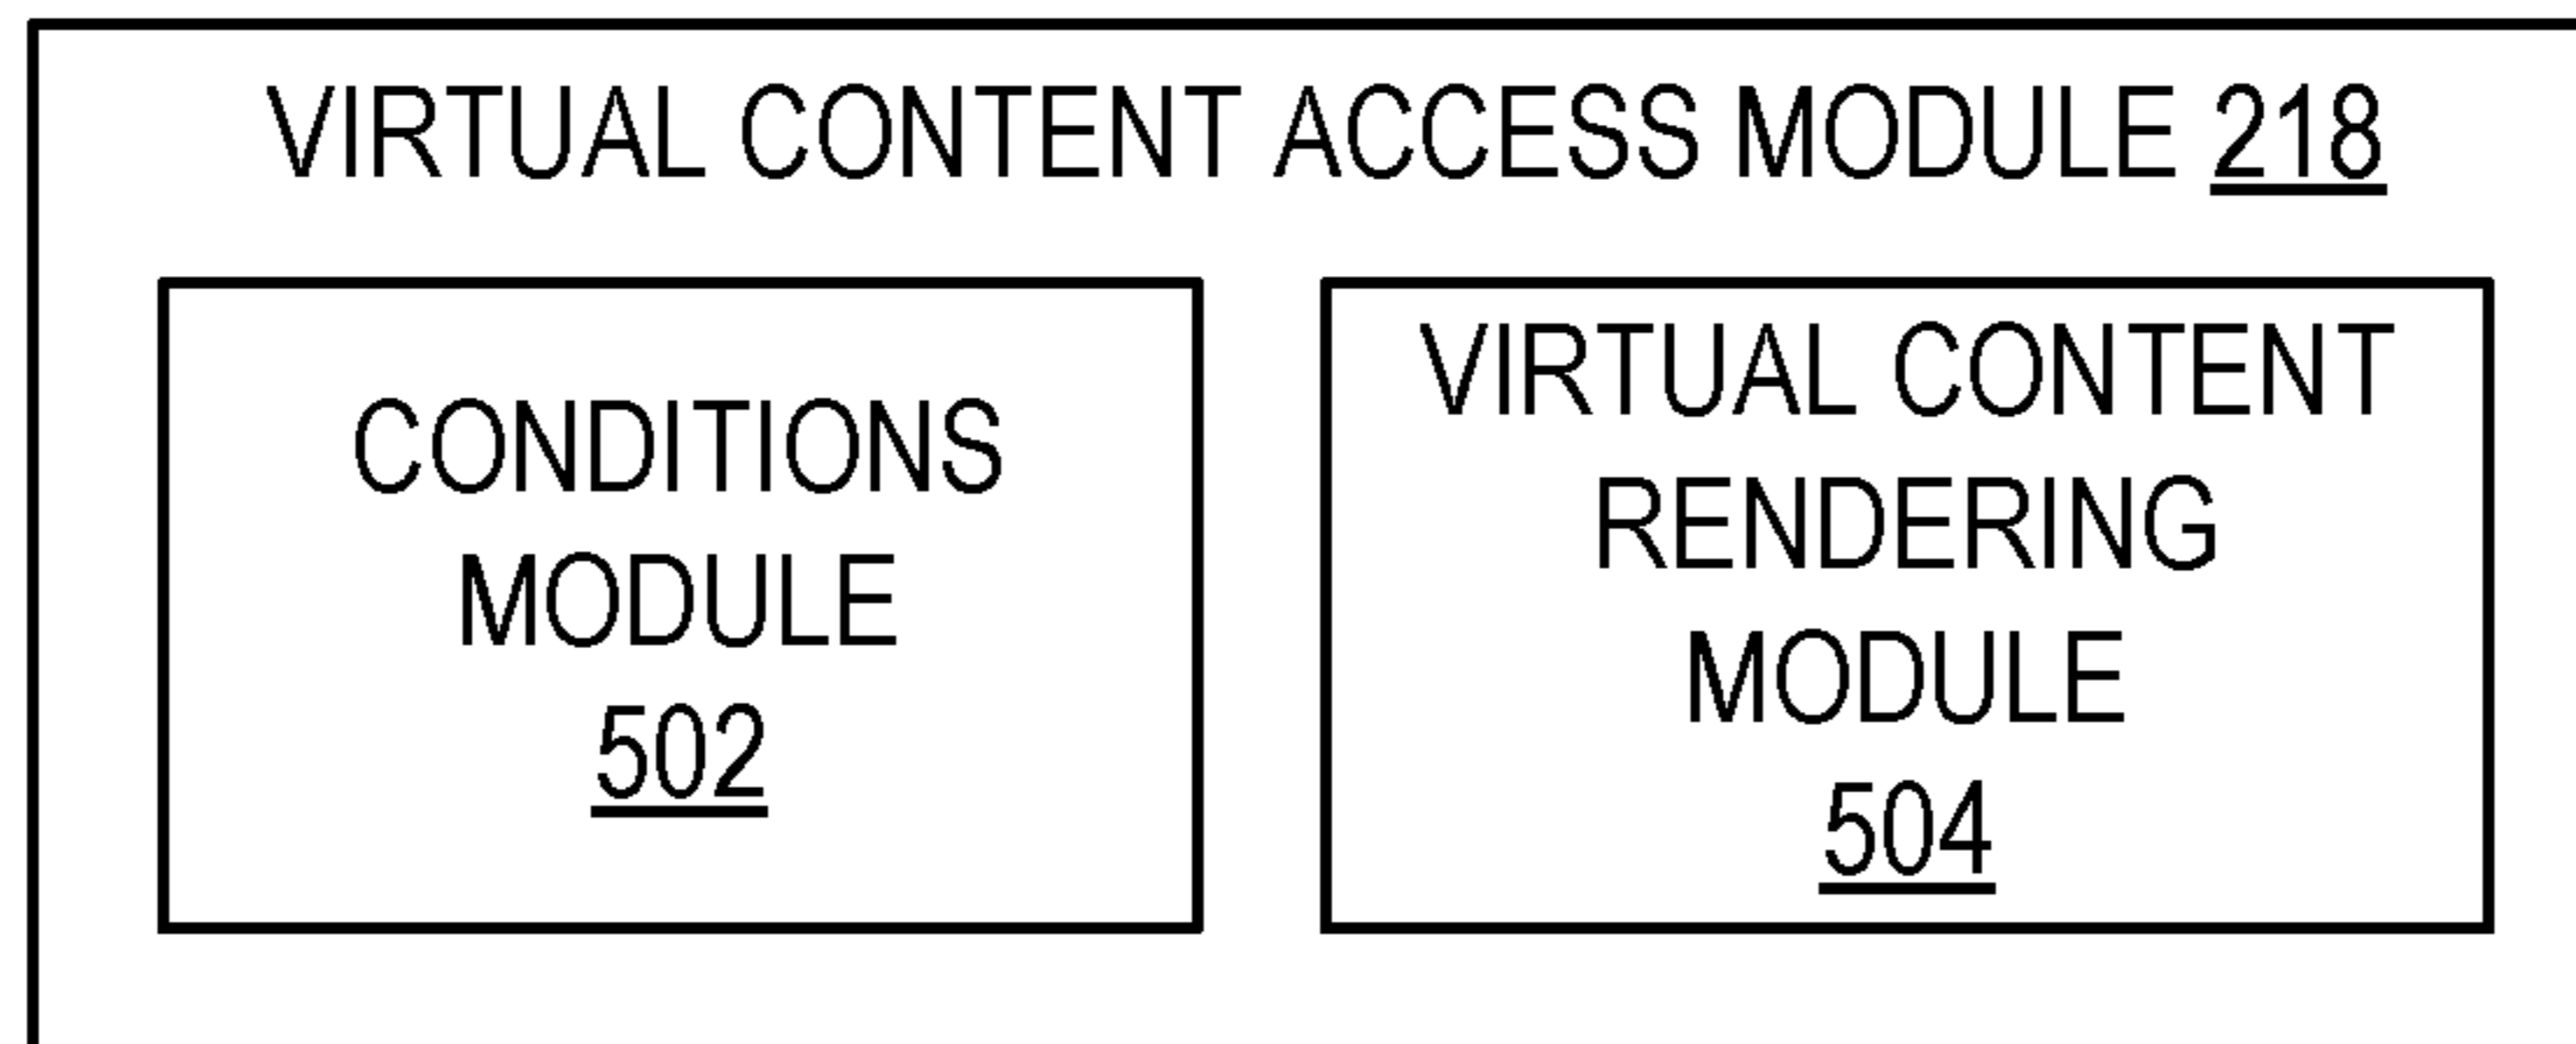 VIRTUAL CONTENT ACCESS MODULE 218
CONDITIONS
MODULE
502
VIRTUAL CONTENT
RENDERING
MODULE
504